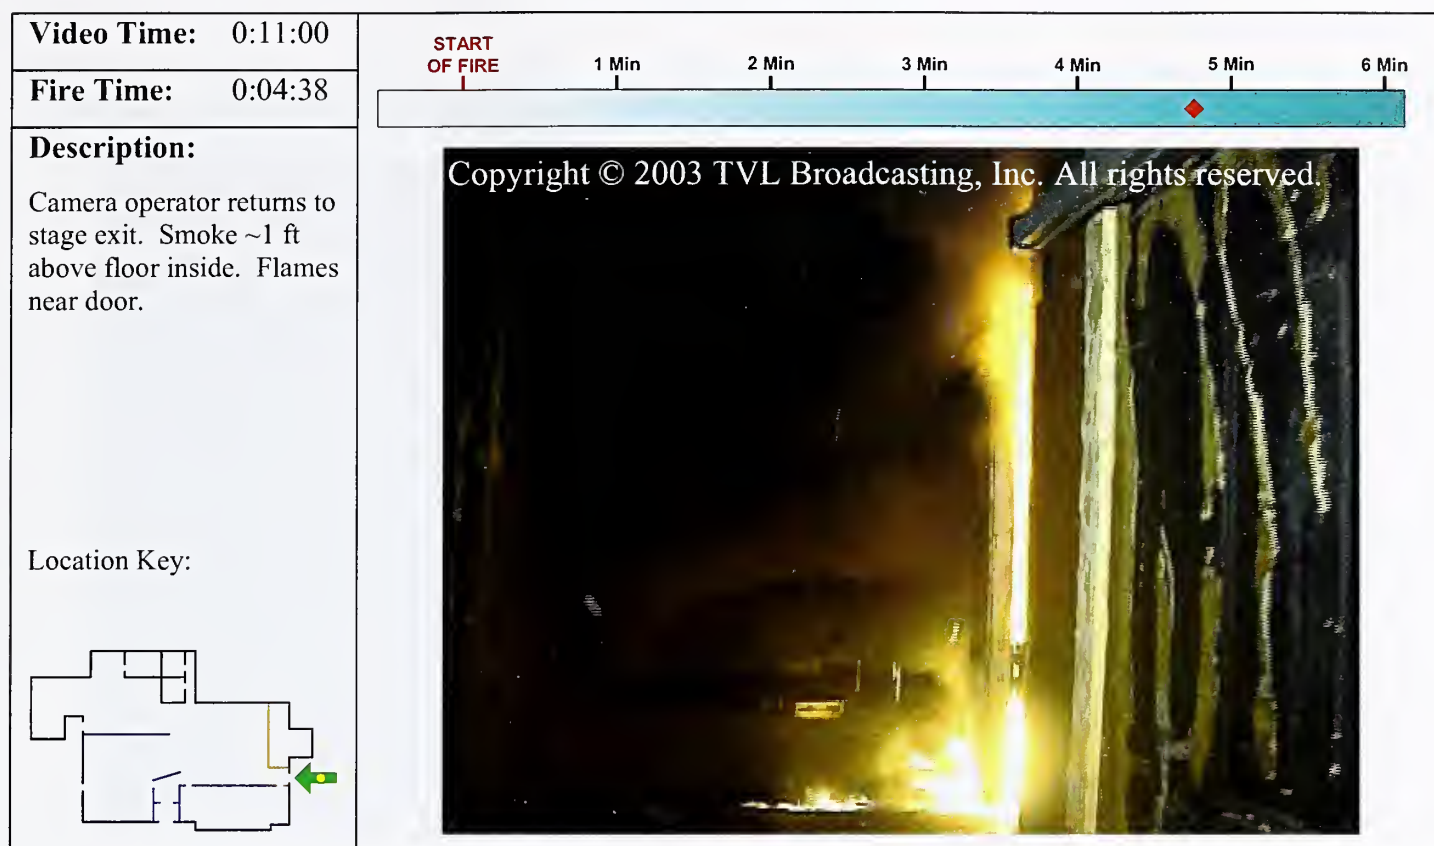 Video Time: 0:11:00
Fire Time: 0:04:38
Description:
Camera operator returns to
stage exit. Smoke ~1 ft
above floor inside. Flames
near door.
Location Key:
START
OF FIRE
1 Min
2 Min
3 Min
4 Min
5 Min
6 Min
Copyright © 2003 TVL Broadcasting, Inc. All rights reserved.